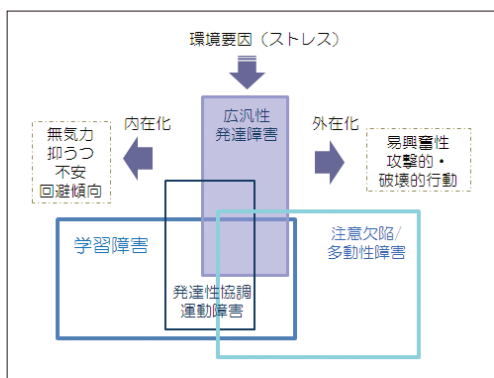 環境要因（ストレス）
広汎性
発達障害
内在化
外在化
無気力
抑うつ
不安
回避傾向
易興奮性
攻撃的・
破壊的行動
学習障害
注意欠陥/
多動性障害
発達性協調
運動障害